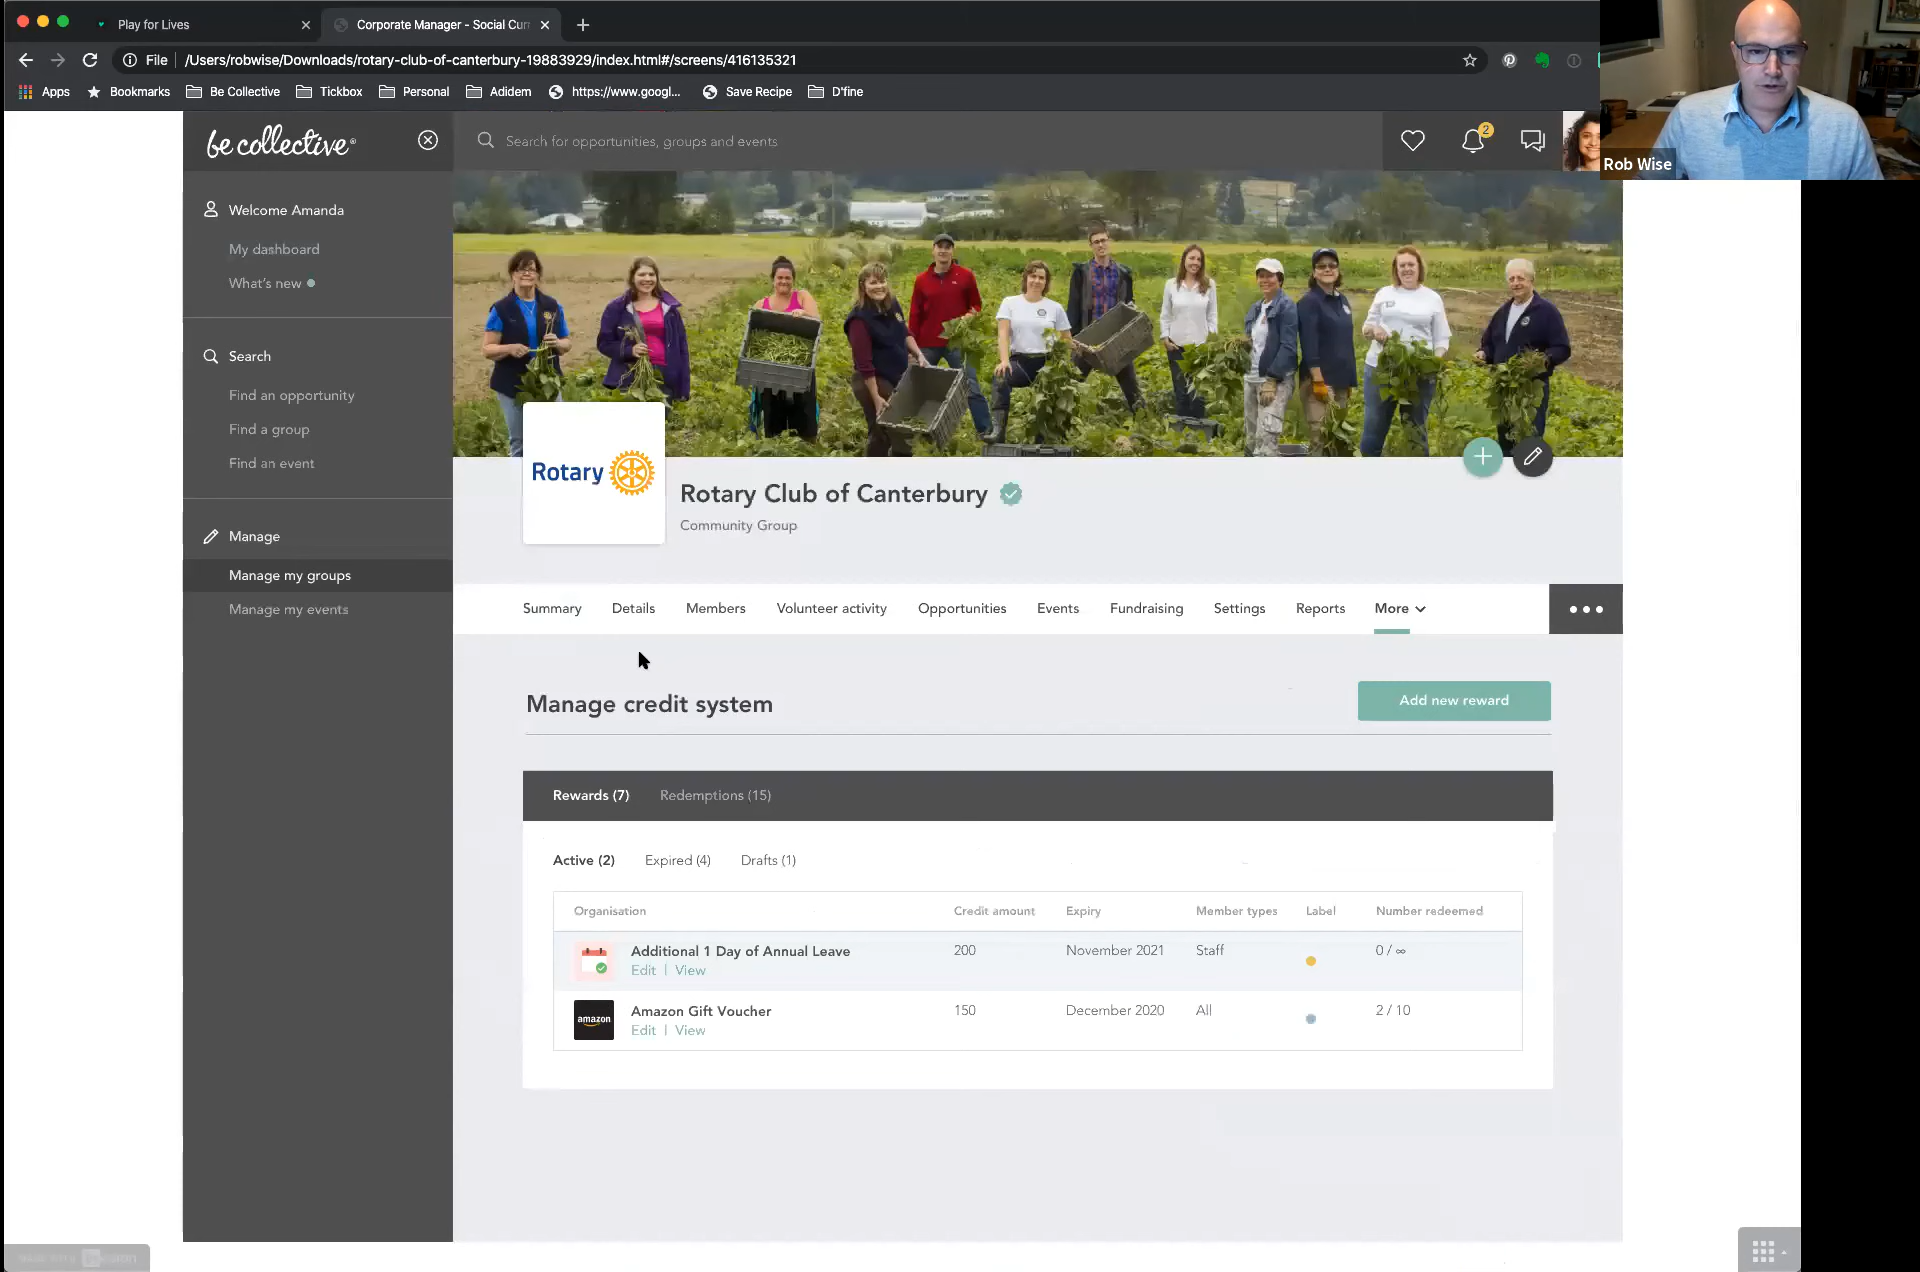 Play for Lives
Corporate Manager - Social Curr
File /Users/robwise/Downloads/rotary-club-of-canterbury-19883929/index.html#/screens/416135321
Apps Bookmarks Be Collective Tickbox Personal Adidem https://www.googl... Save Recipe D'fine
Rob Wise
be collective®
Search for opportunities, groups and events
2
Welcome Amanda
My dashboard
What's new
Search
Find an opportunity
Find a group
Find an event
Manage
Manage my groups
Manage my events
Rotary
Rotary Club of Canterbury
Community Group
Summary Details Members Volunteer activity Opportunities Events Fundraising Settings Reports More
Manage credit system
Add new reward
Rewards (7) Redemptions (15)
Active (2) Expired (4) Drafts (1)
Organisation Credit amount Expiry Member types Label Number redeemed
Additional 1 Day of Annual Leave 200 November 2021 Staff 0 / ∞
Edit | View
amazon
Amazon Gift Voucher 150 December 2020 All 2 / 10
Edit | View